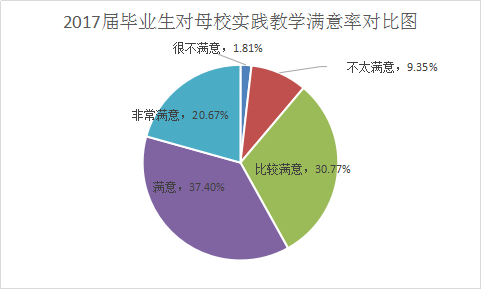 2017届毕业生对母校实践教学满意率对比图
很不满意，1.81%
不太满意，9.35%
非常满意，20.67%
比较满意，30.77%
满意，37.40%